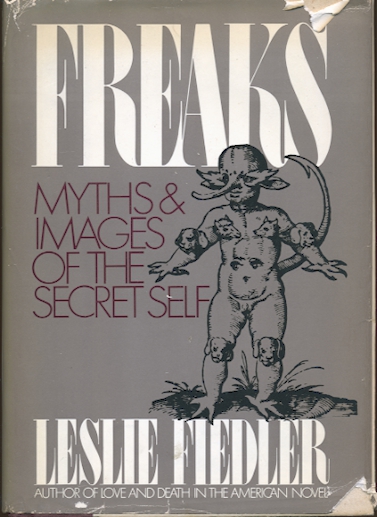 FREAKS
MYTHS &
IMAGES
OF THE
SECRET SELF
LESLIE FIEDLER
AUTHOR OF LOVE AND DEATH IN THE AMERICAN NOVEL